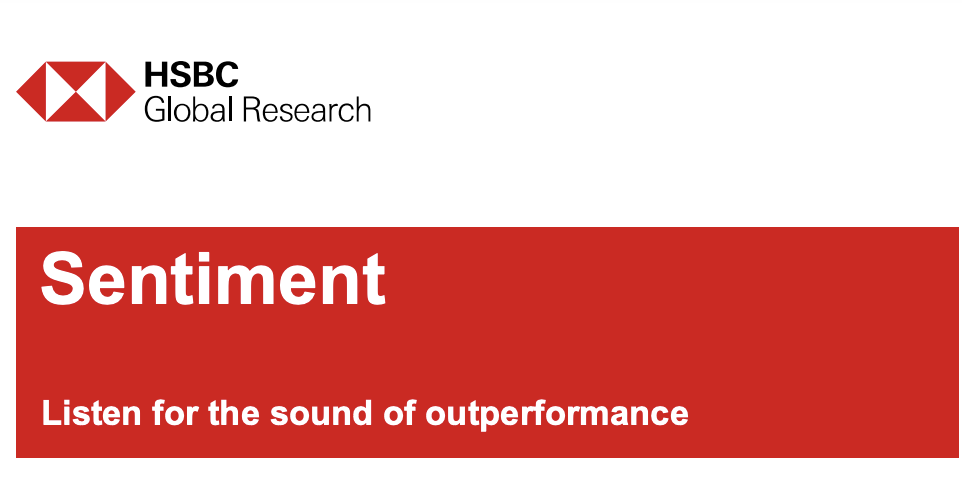 HSBC
Global Research
Sentiment
Listen for the sound of outperformance